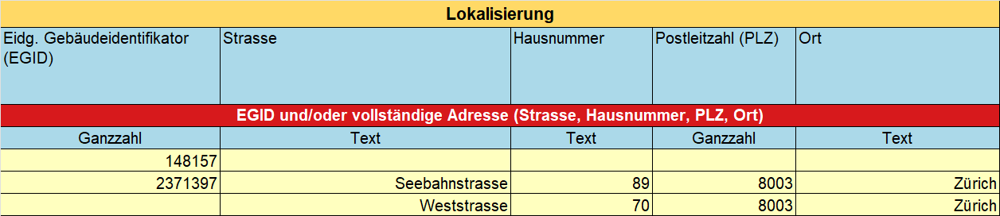 Lokalisierung
Eidg. Gebäudeidentifikator (EGID) Strasse Hausnummer Postleitzahl (PLZ) Ort
EGID und/oder vollständige Adresse (Strasse, Hausnummer, PLZ, Ort)
Ganzzahl Text Text Ganzzahl Text
148157
2371397 Seebahnstrasse 89 8003 Zürich
Weststrasse 70 8003 Zürich